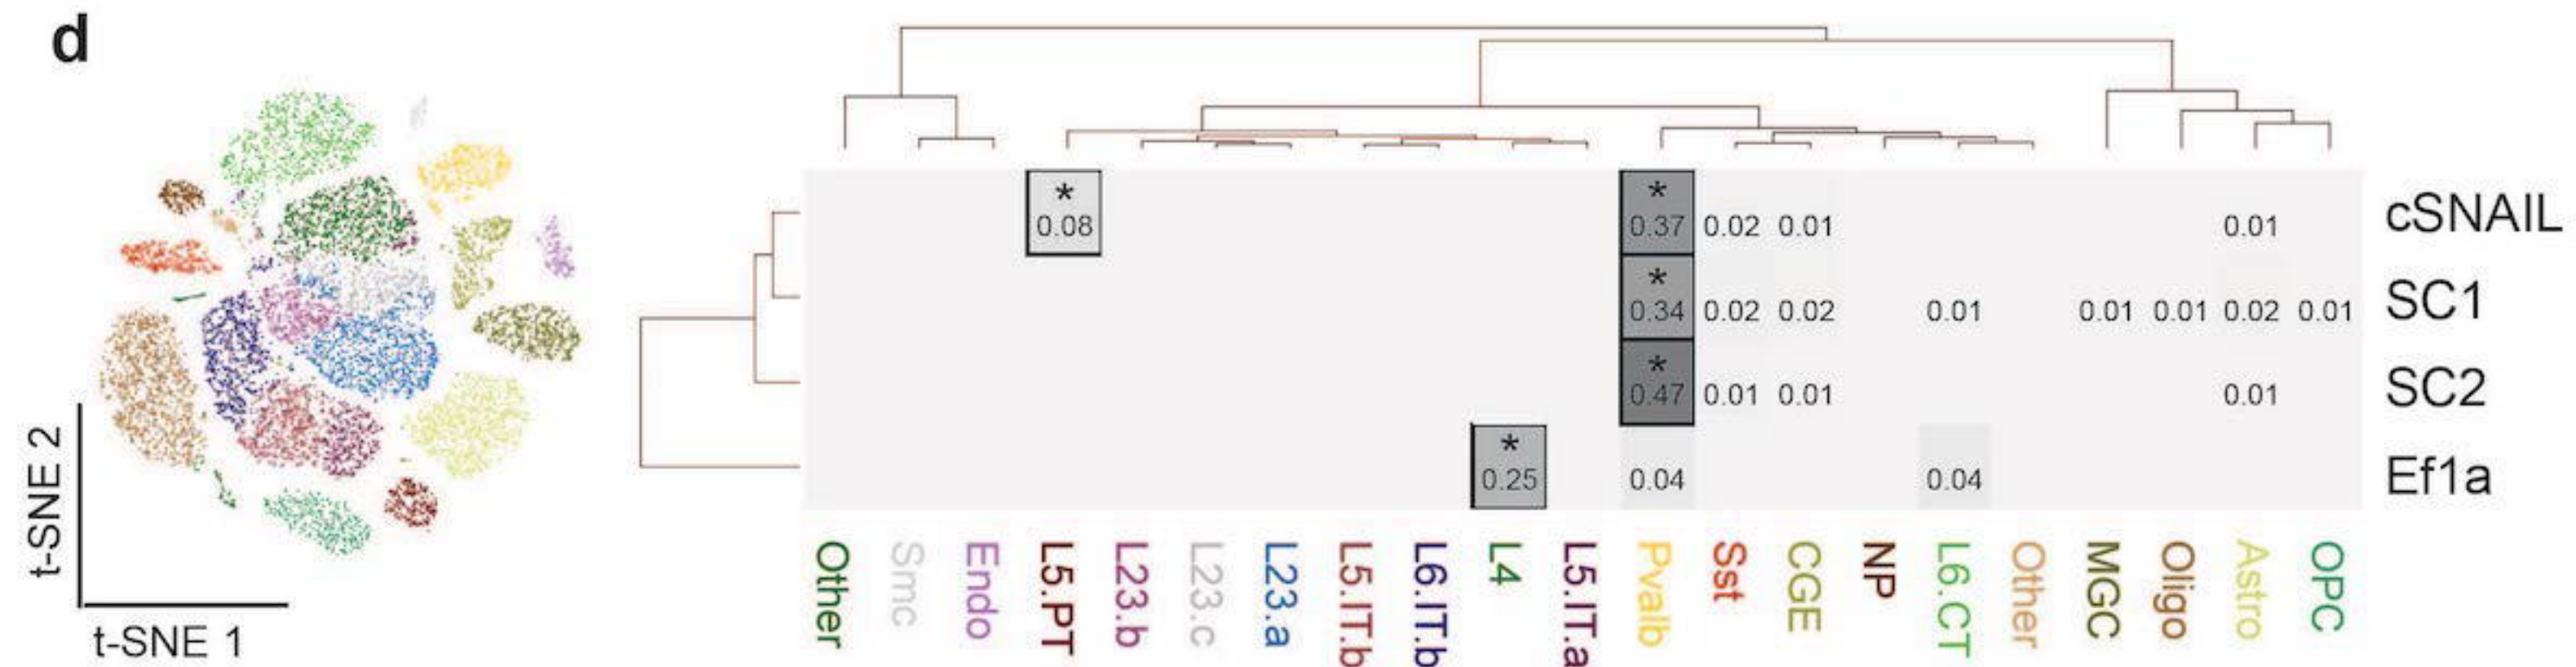 d
t-SNE 2
t-SNE 1
* * 
0.08 0.37 0.02 0.01 0.01 cSNAIL
*
0.34 0.02 0.02 0.01 0.01 0.01 0.02 0.01 SC1
*
0.47 0.01 0.01 0.01 SC2
*
0.25 0.04 0.04 Ef1a
Other
Smc
Endo
L5.PT
L23.b
L23.c
L23.a
L5.IT.b
L6.IT.b
L4
L5.IT.a
Pvalb
Sst
CGE
NP
L6.CT
Other
MGC
Oligo
Astro
OPC